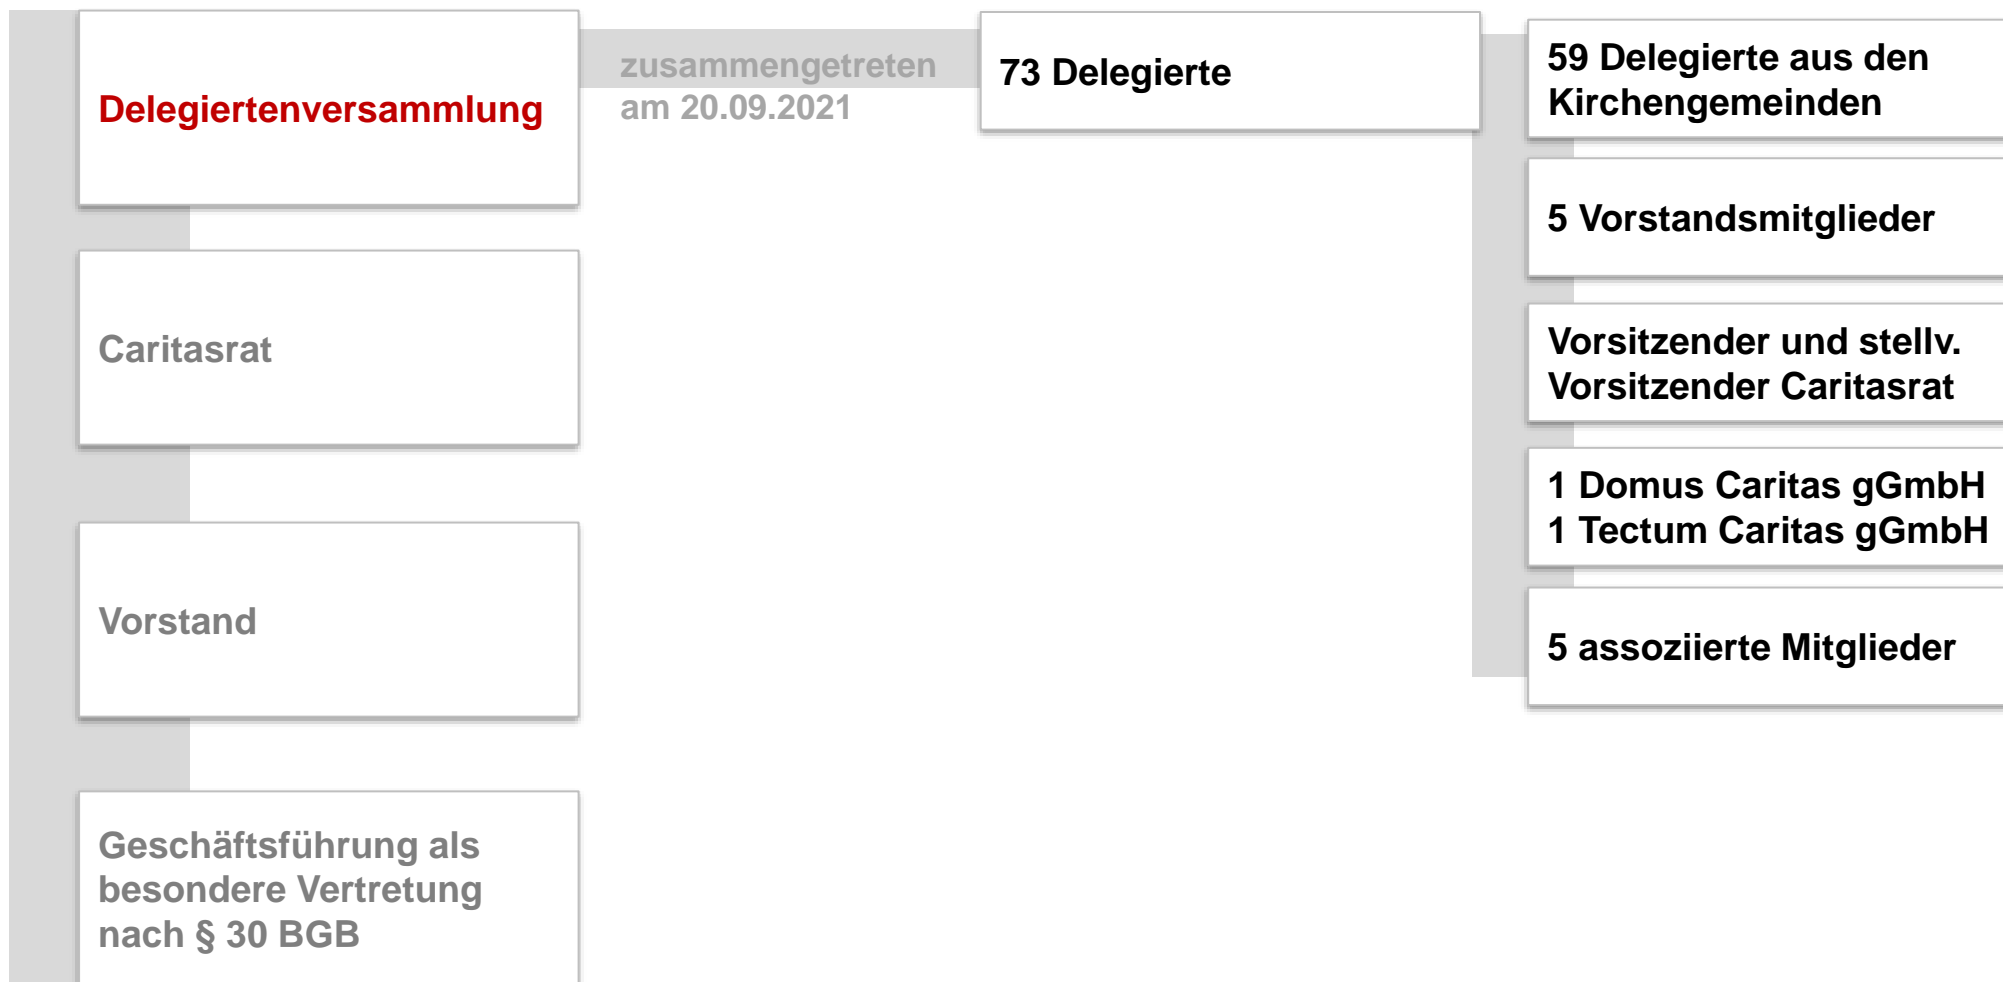 Delegiertenversammlung
zusammengetreten
am 20.09.2021
73 Delegierte
59 Delegierte aus den
Kirchengemeinden
5 Vorstandsmitglieder
Vorsitzender und stellv.
Vorsitzender Caritasrat
1 Domus Caritas gGmbH
1 Tectum Caritas gGmbH
5 assoziierte Mitglieder
Caritasrat
Vorstand
Geschäftsführung als
besondere Vertretung
nach § 30 BGB